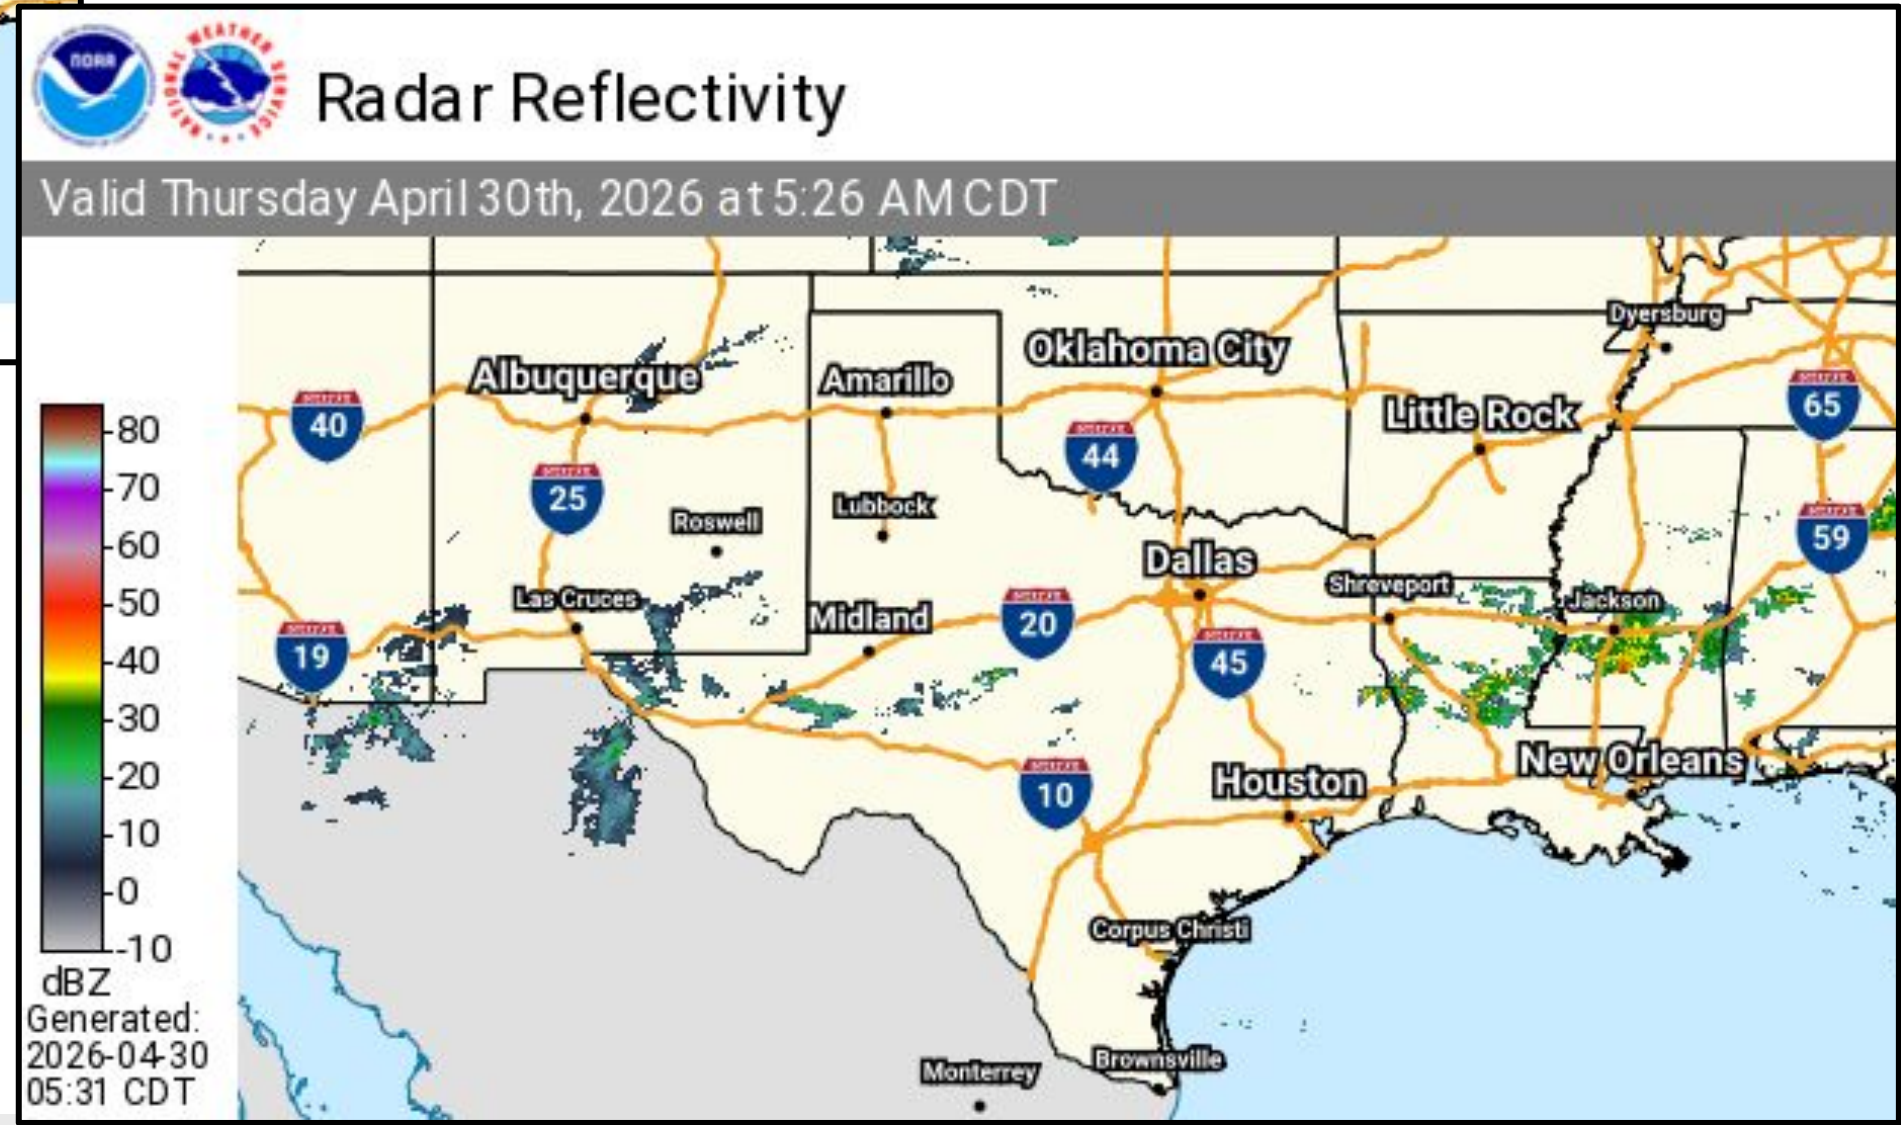 NOAA
NATIONAL WEATHER SERVICE
Radar Reflectivity
Valid Thursday April 30th, 2026 at 5:26 AM CDT
Dyersburg
Oklahoma City
Albuquerque
Amarillo
40
65
Little Rock
44
25
Roswell
Lubbock
59
Dallas
Las Cruces
Shreveport
Jackson
Midland
20
19
45
New Orleans
Houston
10
Corpus Christi
Brownsville
Monterrey
80
70
60
50
40
30
20
10
0
-10
dBZ
Generated:
2026-04-30
05:31 CDT